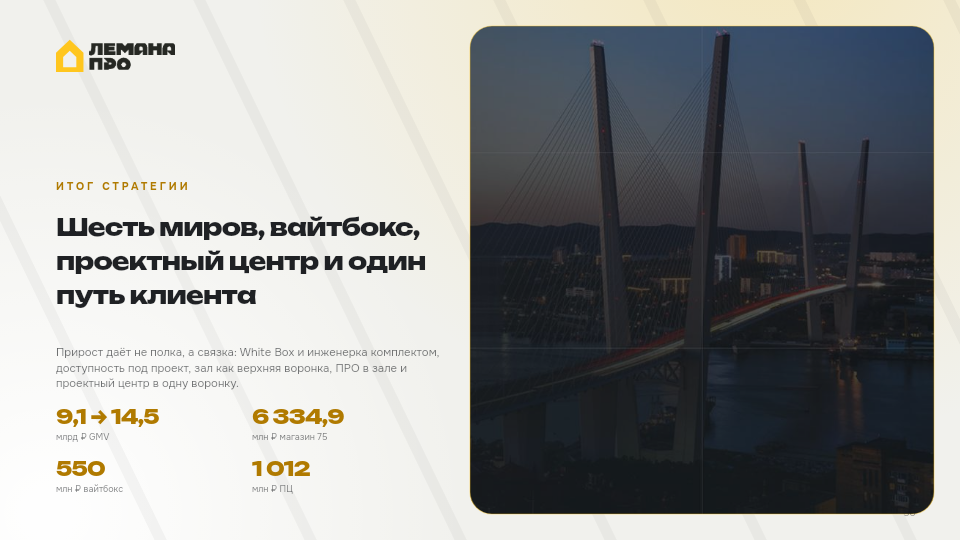 ЛЕМАНА
ПРО
ИТОГ СТРАТЕГИИ
Шесть миров, вайтбокс,
проектный центр и один
путь клиента
Прирост даёт не полка, а связка: White Box и инженерка комплектом,
доступность под проект, зал как верхняя воронка, ПРО в зале и
проектный центр в одну воронку.
9,1 → 14,5
млрд ₽ GMV
6 334,9
млн ₽ магазин 75
550
млн ₽ вайтбокс
1 012
млн ₽ ПЦ